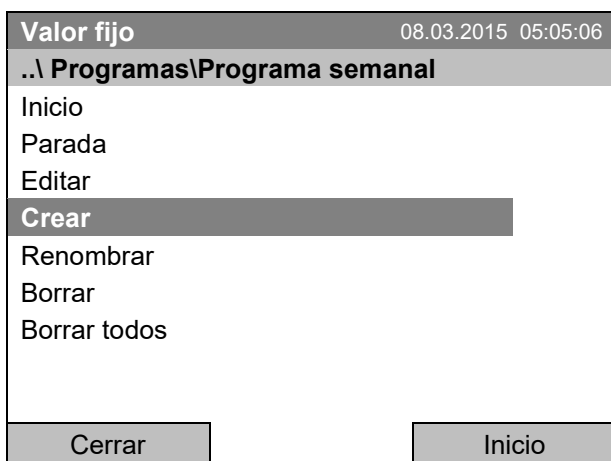 Valor fijo 08.03.2015 05:05:06
..\ Programas\Programa semanal
Inicio
Parada
Editar
Crear
Renombrar
Borrar
Borrar todos
Cerrar Inicio